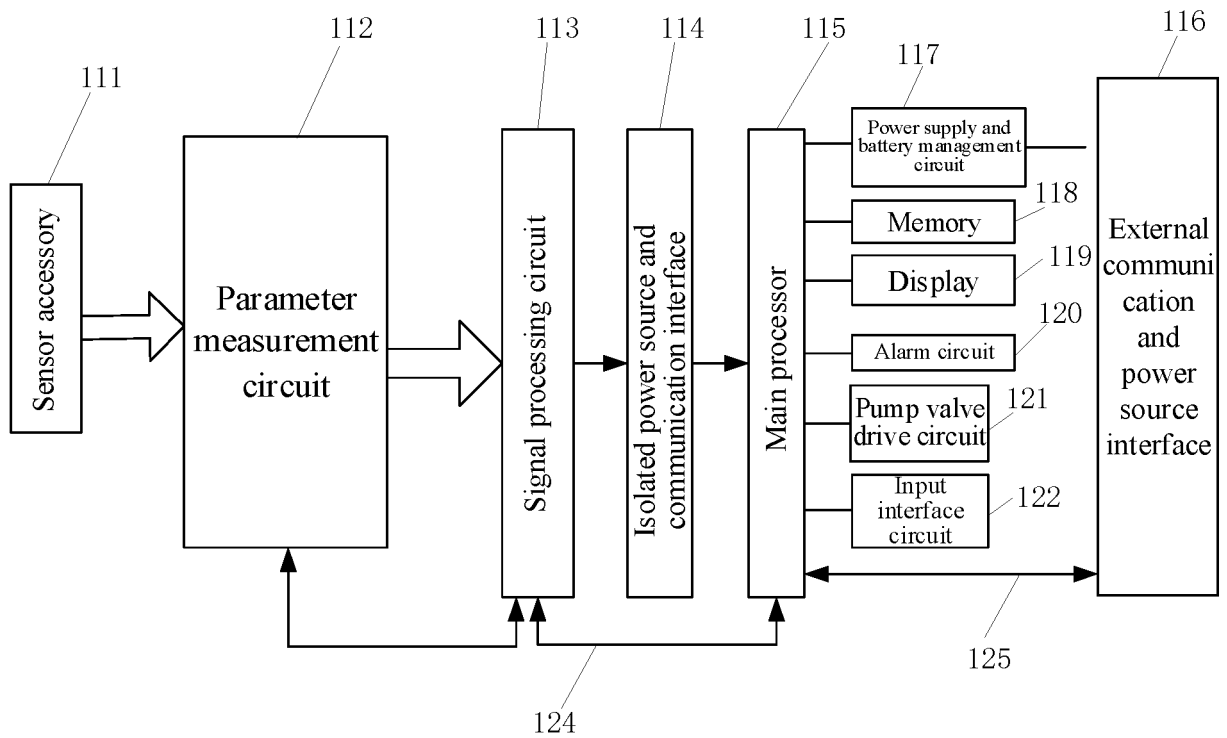 111
112
113
114
115
116
117
Sensor accessory
Parameter
measurement
circuit
Signal processing circuit
Isolated power source and
communication interface
Main processor
Power supply and
battery management
circuit
Memory
118
Display
119
Alarm circuit
120
Pump valve
drive circuit
121
Input
interface
circuit
122
External
communi
cation
and
power
source
interface
124
125